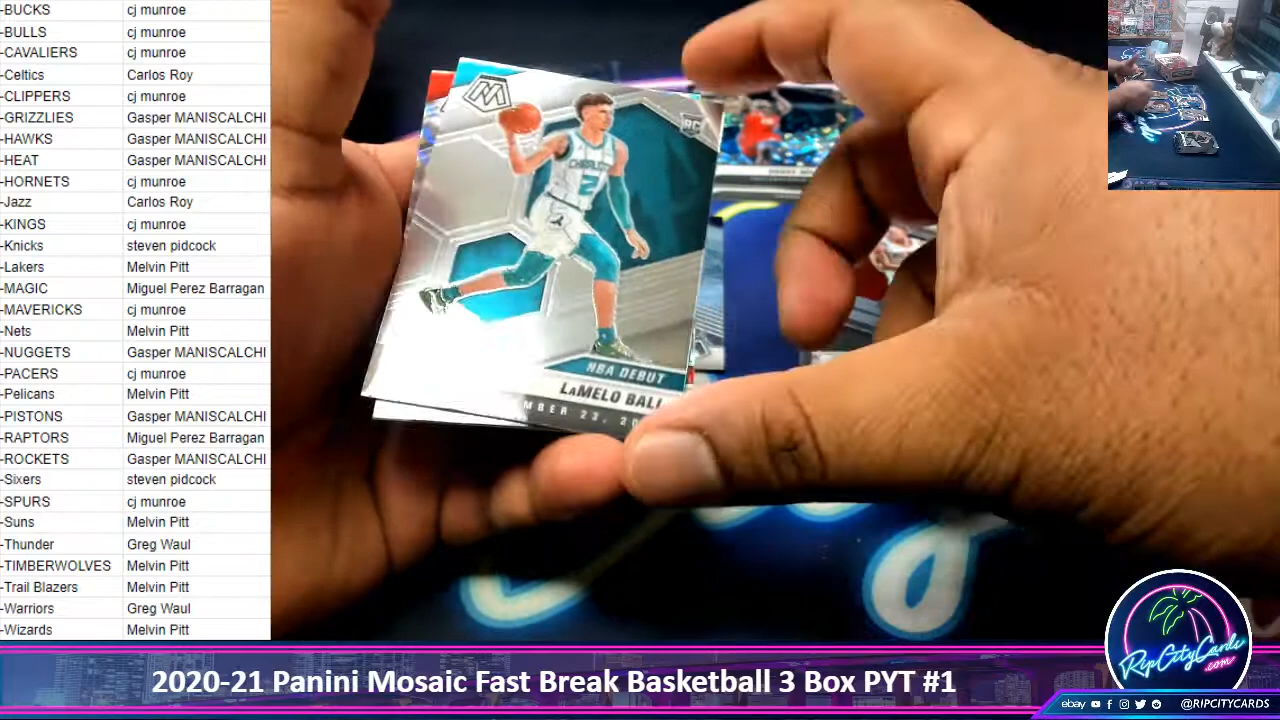 -BUCKS cj munroe
-BULLS cj munroe
-CAVALIERS cj munroe
-Celtics Carlos Roy
-CLIPPERS cj munroe
-GRIZZLIES Gasper MANISCALCHI
-HAWKS Gasper MANISCALCHI
-HEAT Gasper MANISCALCHI
-HORNETS cj munroe
-Jazz Carlos Roy
-KINGS cj munroe
-Knicks steven pidcock
-Lakers Melvin Pitt
-MAGIC Miguel Perez Barragan
-MAVERICKS cj munroe
-Nets Melvin Pitt
-NUGGETS Gasper MANISCALCHI
-PACERS cj munroe
-Pelicans Melvin Pitt
-PISTONS Gasper MANISCALCHI
-RAPTORS Miguel Perez Barragan
-ROCKETS Gasper MANISCALCHI
-Sixers steven pidcock
-SPURS cj munroe
-Suns Melvin Pitt
-Thunder Greg Waul
-TIMBERWOLVES Melvin Pitt
-Trail Blazers Melvin Pitt
-Warriors Greg Waul
-Wizards Melvin Pitt
M
RC
CHARLOTTE
2
NBA DEBUT
LAMELO BALL
MBER 23, 20
RipCityCards
.com
2020-21 Panini Mosaic Fast Break Basketball 3 Box PYT #1
ebay @RIPCITYCARDS